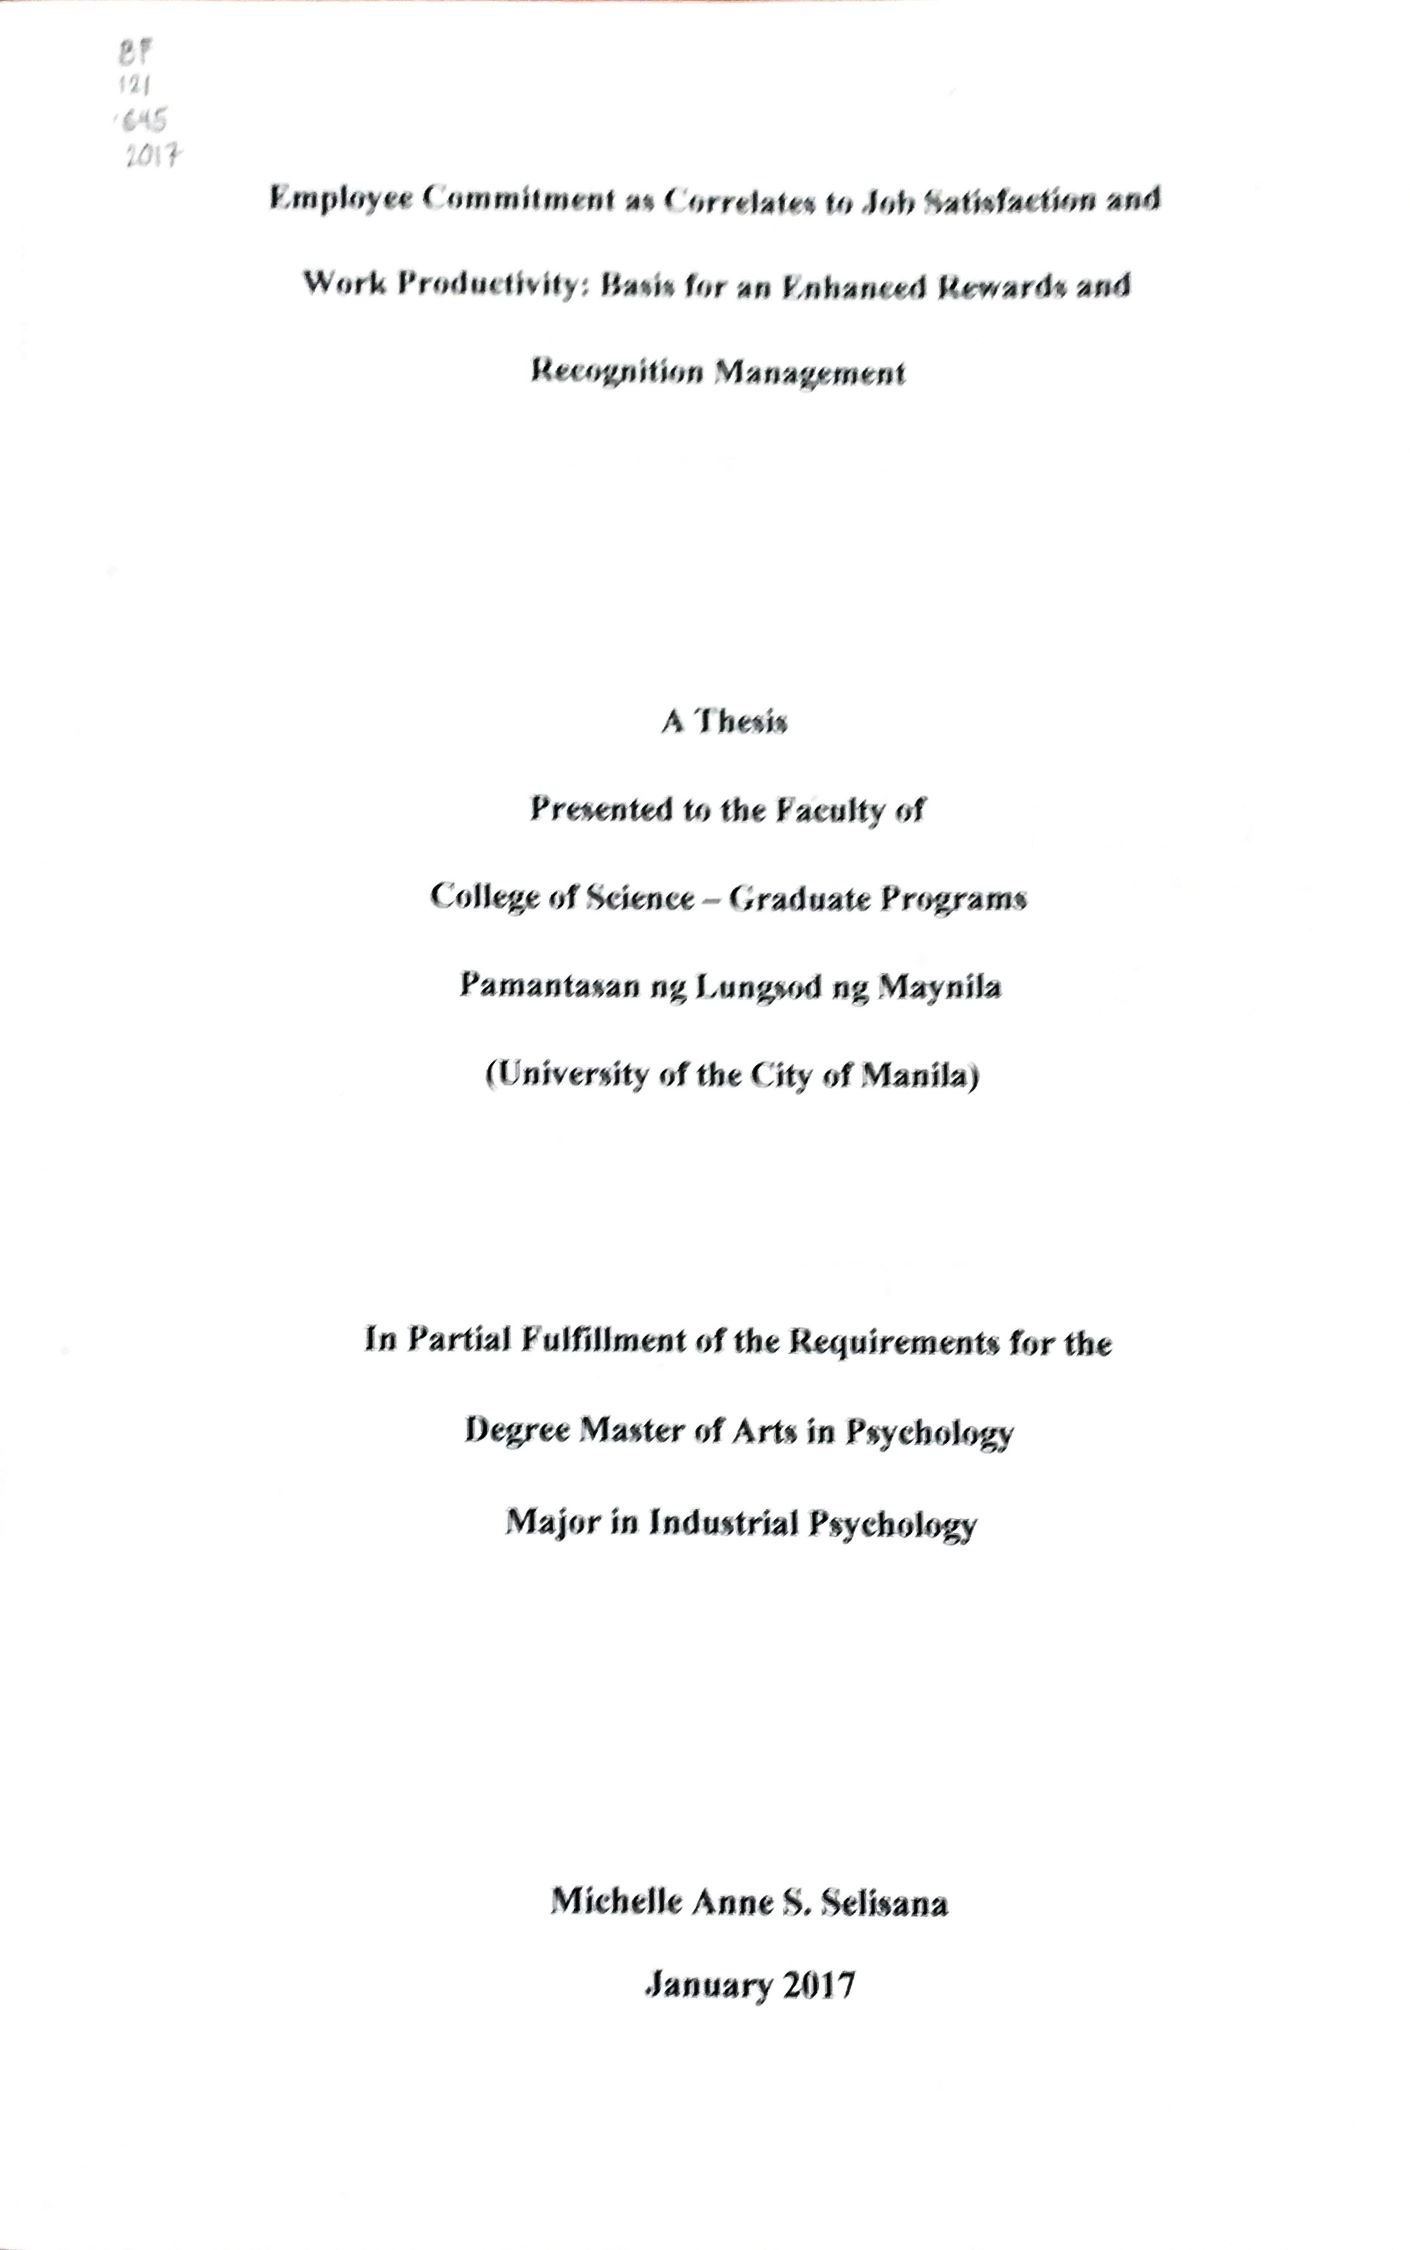 BF
121
.645
2017
Employee Commitment as Correlates to Job Satisfaction and
Work Productivity: Basis for an Enhanced Rewards and
Recognition Management
A Thesis
Presented to the Faculty of
College of Science – Graduate Programs
Pamantasan ng Lungsod ng Maynila
(University of the City of Manila)
In Partial Fulfillment of the Requirements for the
Degree Master of Arts in Psychology
Major in Industrial Psychology
Michelle Anne S. Selisana
January 2017